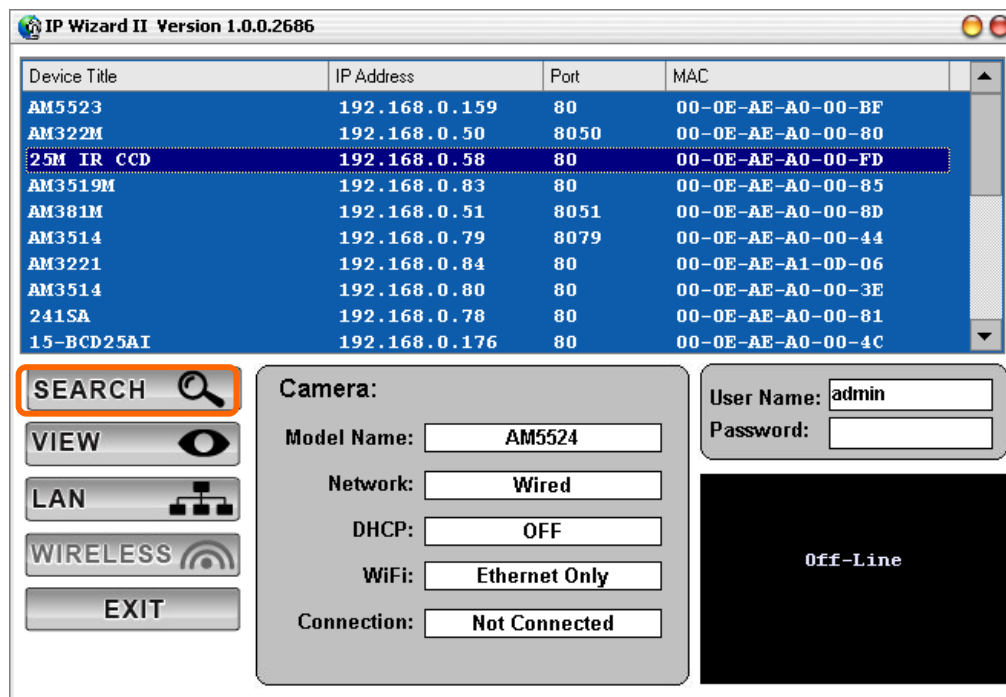 IP Wizard II Version 1.0.0.2686
Device Title IP Address Port MAC
AM5523 192.168.0.159 80 00-0E-AE-A0-00-BF
AM322M 192.168.0.50 8050 00-0E-AE-A0-00-80
25M IR CCD 192.168.0.58 80 00-0E-AE-A0-00-FD
AM3519M 192.168.0.83 80 00-0E-AE-A0-00-85
AM381M 192.168.0.51 8051 00-0E-AE-A0-00-8D
AM3514 192.168.0.79 8079 00-0E-AE-A0-00-44
AM3221 192.168.0.84 80 00-0E-AE-A1-0D-06
AM3514 192.168.0.80 80 00-0E-AE-A0-00-3E
241SA 192.168.0.78 80 00-0E-AE-A0-00-81
15-BCD25AI 192.168.0.176 80 00-0E-AE-A0-00-4C
SEARCH
VIEW
LAN
WIRELESS
EXIT
Camera:
Model Name: AM5524
Network: Wired
DHCP: OFF
WiFi: Ethernet Only
Connection: Not Connected
User Name: admin
Password:
Off-Line